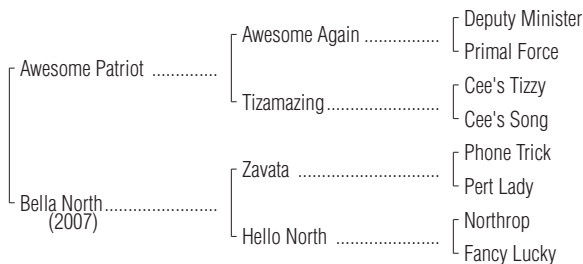 Deputy Minister
Awesome Again ................
Primal Force
Awesome Patriot .............
Cee's Tizzy
Tizamazing......................
Cee's Song
Phone Trick
Zavata ..............................
Pert Lady
Bella North......................
(2007)
Northrop
Hello North ......................
Fancy Lucky